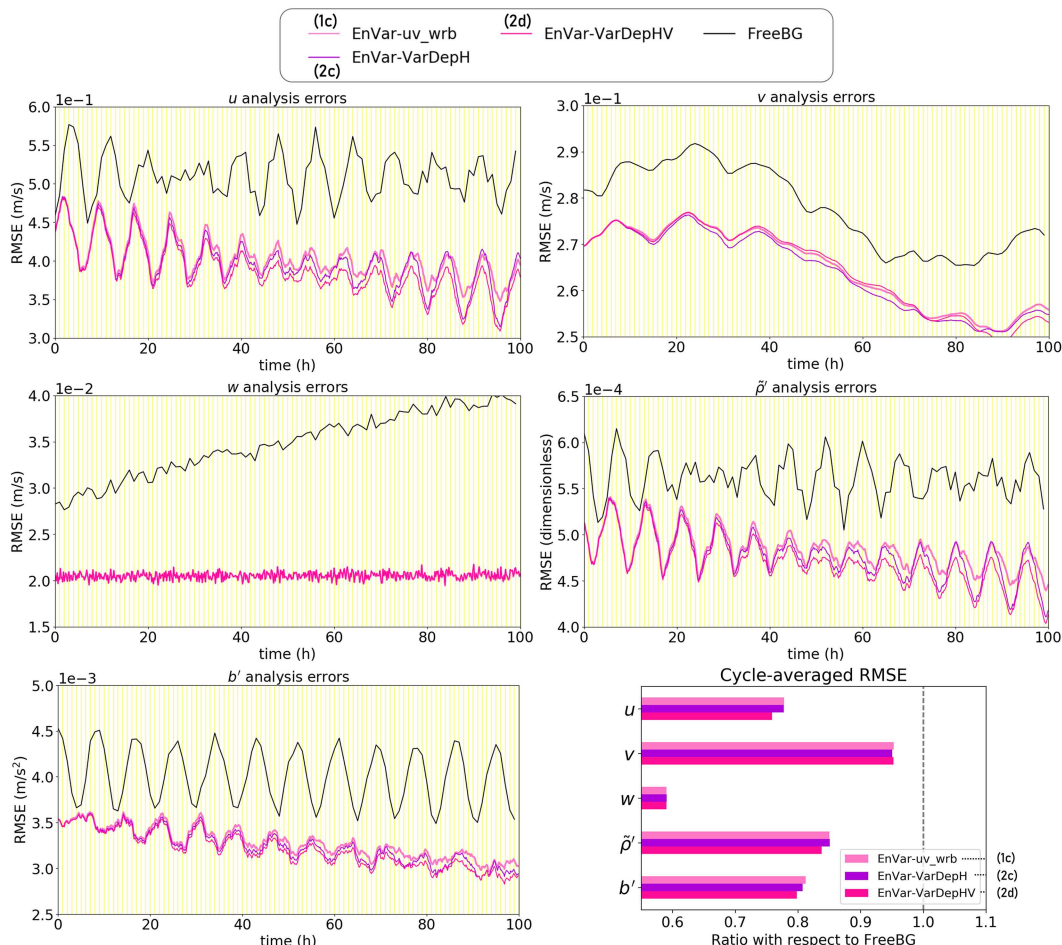 (1c) (2d)
EnVar-uv_wrb EnVar-VarDepHV FreeBG
EnVar-VarDepH
(2c)
u analysis errors
1e−1
6.0
5.5
5.0
4.5
4.0
3.5
3.0
RMSE (m/s)
0 20 40 60 80 100
time (h)
v analysis errors
1e−1
3.0
2.9
2.8
2.7
2.6
2.5
RMSE (m/s)
0 20 40 60 80 100
time (h)
w analysis errors
1e−2
4.0
3.5
3.0
2.5
2.0
1.5
RMSE (m/s)
0 20 40 60 80 100
time (h)
ρ̃′ analysis errors
1e−4
6.5
6.0
5.5
5.0
4.5
4.0
RMSE (dimensionless)
0 20 40 60 80 100
time (h)
b′ analysis errors
1e−3
5.0
4.5
4.0
3.5
3.0
2.5
RMSE (m/s²)
0 20 40 60 80 100
time (h)
Cycle-averaged RMSE
u
v
w
ρ̃′
b′
EnVar-uv_wrb (1c)
EnVar-VarDepH (2c)
EnVar-VarDepHV (2d)
0.6 0.7 0.8 0.9 1.0 1.1
Ratio with respect to FreeBG